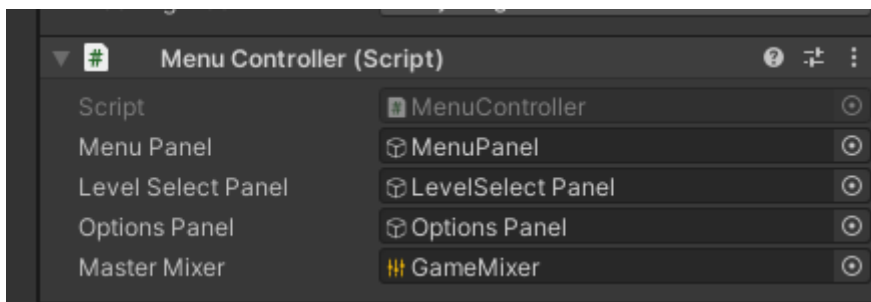 Menu Controller (Script)
Script MenuController
Menu Panel MenuPanel
Level Select Panel LevelSelect Panel
Options Panel Options Panel
Master Mixer GameMixer